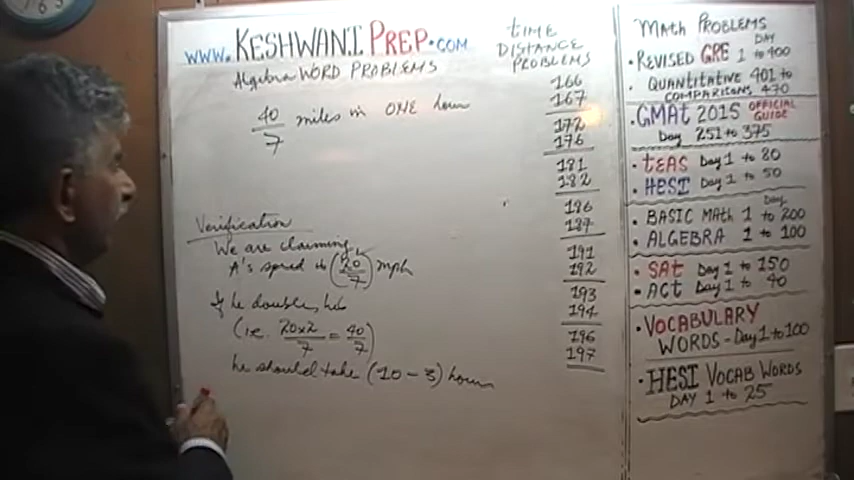 www.KESHWANI PREP.COM
Algebra WORD PROBLEMS
40/7 miles in ONE hour
Verification
We are claiming
A's speed is (20/7) mph
If he doubles his
(i.e. 20x2/7 = 40/7)
he should take (10-3) hours
TIME
DISTANCE
PROBLEMS
166
167
172
176
181
182
186
187
191
192
193
194
196
197
Math PROBLEMS
DAY
• REVISED GRE 1 to 400
• QUANTITATIVE 401 to
COMPARISONS 470
• GMAt 2015 OFFICIAL GUIDE
Day 251 to 375
• tEAS Day 1 to 80
• HESI Day 1 to 50
Day
• BASIC MAth 1 to 200
• ALGEBRA 1 to 100
• SAt Day 1 to 150
• ACt Day 1 to 40
• VOCABULARY
WORDS - Day 1 to 100
• HESI VOCAB WORDS
DAY 1 to 25